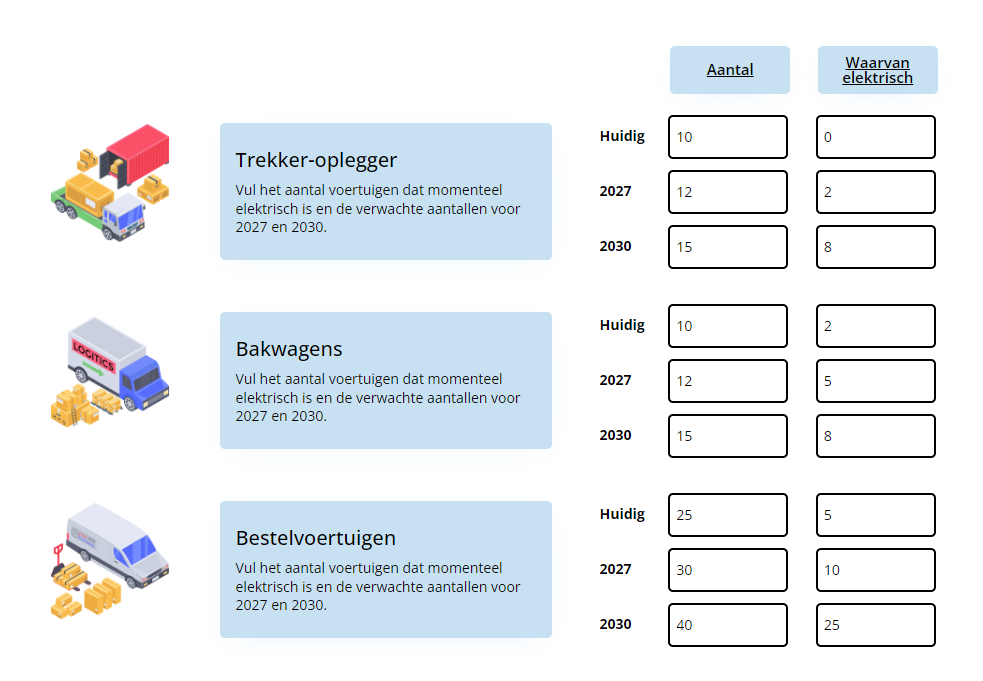 Aantal
Waarvan
elektrisch
Trekker-oplegger
Vul het aantal voertuigen dat momenteel
elektrisch is en de verwachte aantallen voor
2027 en 2030.
Huidig 10 0
2027 12 2
2030 15 8
LOGITICS
Bakwagens
Vul het aantal voertuigen dat momenteel
elektrisch is en de verwachte aantallen voor
2027 en 2030.
Huidig 10 2
2027 12 5
2030 15 8
Bestelvoertuigen
Vul het aantal voertuigen dat momenteel
elektrisch is en de verwachte aantallen voor
2027 en 2030.
Huidig 25 5
2027 30 10
2030 40 25